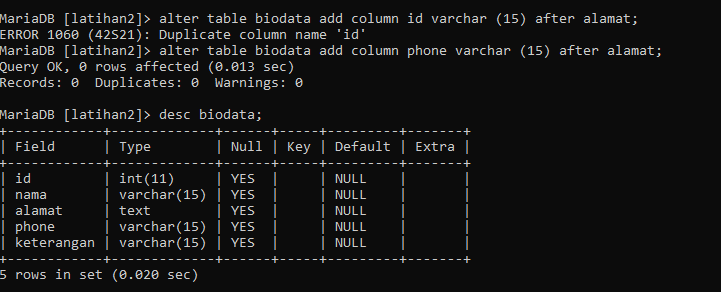 MariaDB [latihan2]> alter table biodata add column id varchar (15) after alamat;
ERROR 1060 (42S21): Duplicate column name 'id'
MariaDB [latihan2]> alter table biodata add column phone varchar (15) after alamat;
Query OK, 0 rows affected (0.013 sec)
Records: 0  Duplicates: 0  Warnings: 0

MariaDB [latihan2]> desc biodata;
+------------+-------------+------+-----+---------+-------+
| Field      | Type        | Null | Key | Default | Extra |
+------------+-------------+------+-----+---------+-------+
| id         | int(11)     | YES  |     | NULL    |       |
| nama       | varchar(15) | YES  |     | NULL    |       |
| alamat     | text        | YES  |     | NULL    |       |
| phone      | varchar(15) | YES  |     | NULL    |       |
| keterangan | varchar(15) | YES  |     | NULL    |       |
+------------+-------------+------+-----+---------+-------+
5 rows in set (0.020 sec)